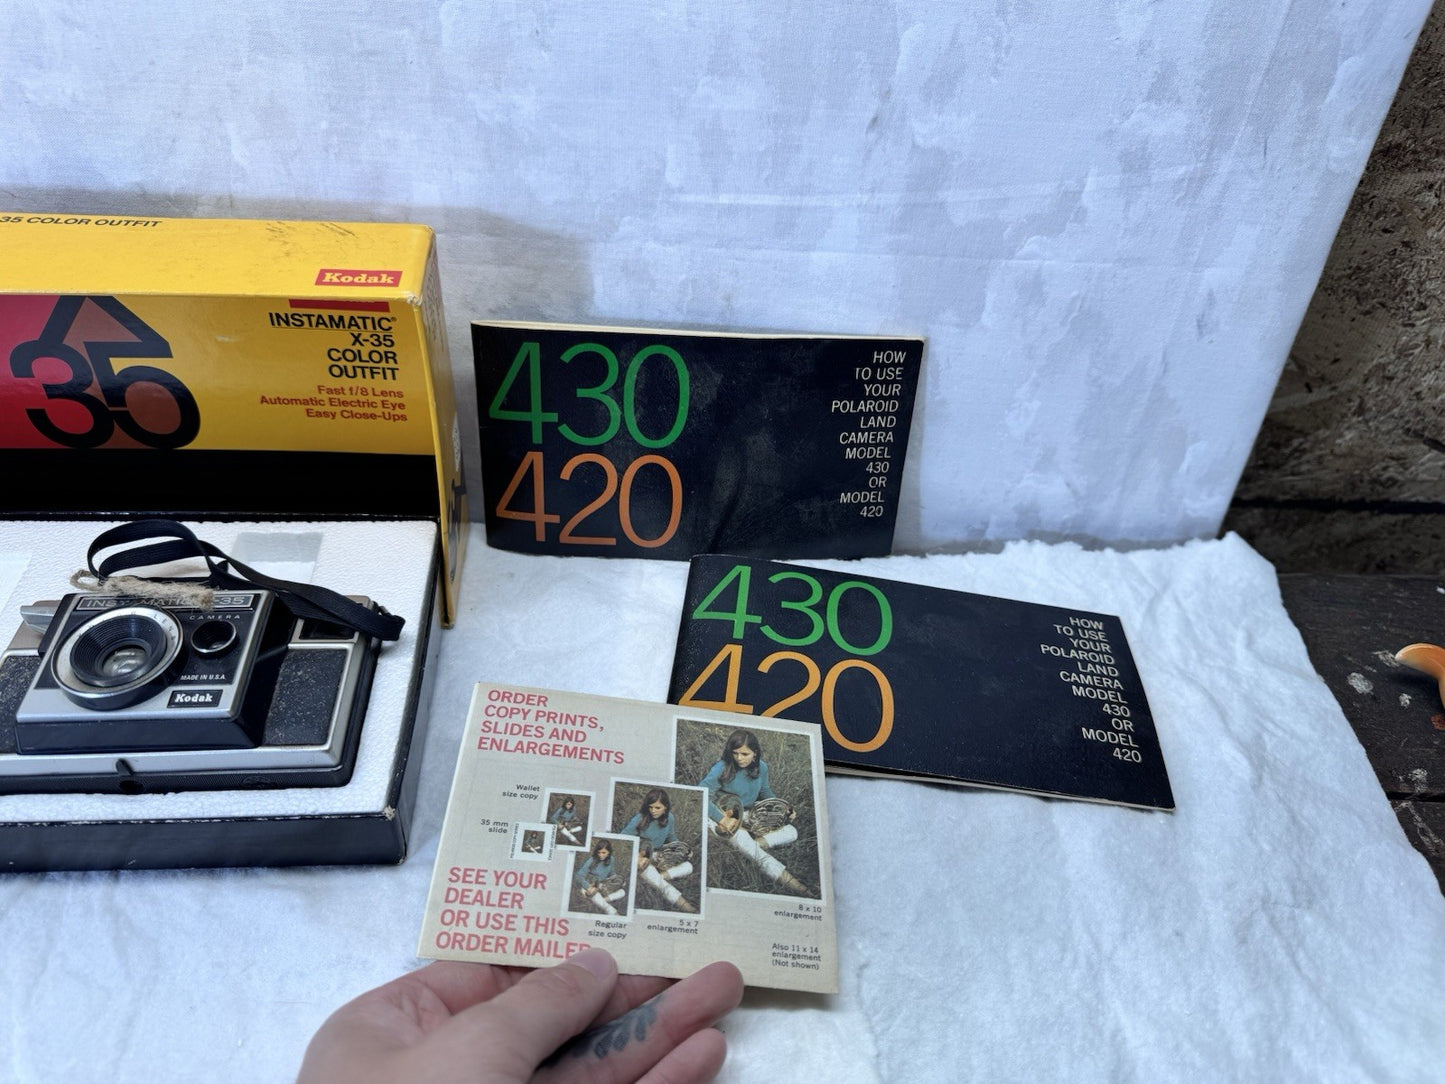 35 COLOR OUTFIT
Kodak
35
INSTAMATIC®
X-35
COLOR
OUTFIT
Fast f/8 Lens
Automatic Electric Eye
Easy Close-Ups
CAMERA
MADE IN U.S.A
Kodak
430
420
HOW
TO USE
YOUR
POLAROID
LAND
CAMERA
MODEL
430
OR
MODEL
420
430
420
HOW
TO USE
YOUR
POLAROID
LAND
CAMERA
MODEL
430
OR
MODEL
420
ORDER
COPY PRINTS,
SLIDES AND
ENLARGEMENTS
Wallet
size copy
35 mm
slide
Regular
size copy
5 x 7
enlargement
8 x 10
enlargement
Also 11 x 14
enlargement
(Not shown)
SEE YOUR
DEALER
OR USE THIS
ORDER MAILER